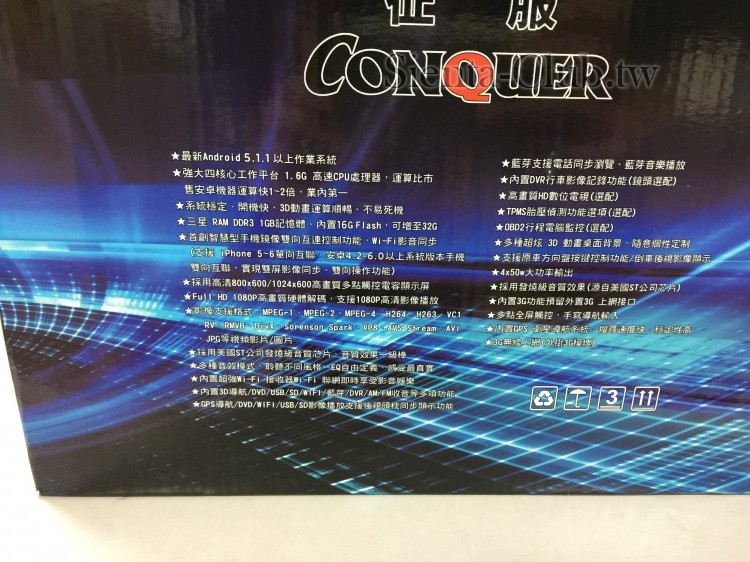 征 服
CONQUER
Sienta-Club.tw
★最新Android 5.1.1以上作業系統
★強大四核心工作平台 1.6G 高速CPU處理器，運算比市
售安卓機器運算快1~2倍、業內第一
★系統穩定、開機快、3D動畫運算順暢、不易死機
★三星 RAM DDR3 1GB記憶體、內置16G Flash，可增至32G
★首創智慧型手機鏡像雙向互連控制功能、Wi-Fi影音同步
(支援 iPhone 5-6單向互聯、安卓4.2-6.0以上系統版本手機
雙向互聯，實現雙屏影像同步、雙向操作功能)
★採用高清800x600/1024x600高畫質多點觸控電容顯示屏
★Full HD 1080P高畫質硬體解碼，支援1080P高清影像播放
★影像支援格式、MPEG-1、MPEG-2、MPEG-4、H264、H263、VC1
RV、RMVB、DivX、Sorenson Spark、VP8、AVS Stream、AVI
JPG等視頻影片/圖片
★採用美國ST公司發燒級音質芯片、音質效果一級棒
★多種音效模式、聆聽不同風格、EQ自由定義、感受最真實
★內置超強Wi-Fi 接收器Wi-Fi 聯網即時享受影音娛樂
★內置3D導航/DVD/USB/SD/WIFI/藍芽/DVR/AM/FM收音等多項功能
★GPS導航/DVD/WIFI/USB/SD影像播放支援後視頭枕同步顯示功能
★藍芽支援電話同步瀏覽、藍芽音樂播放
★內置DVR行車影像記錄功能(鏡頭選配)
★高畫質HD數位電視(選配)
★TPMS胎壓偵測功能選項(選配)
★OBD2行程電腦監控(選配)
★多種超炫 3D 動畫桌面背景、隨意個性定制
★支援原車方向盤按鍵控制功能/倒車後視影像顯示
★4x50w大功率輸出
★採用發燒級音質效果(源自美國ST公司芯片)
★內置3G功能預留外置3G 上網接口
★多點全屏觸控、手寫導航輸入
★內置GPS 衛星導航系統、搜尋速度快、穩定性高
★3G無線上網(外掛3G模塊)
3